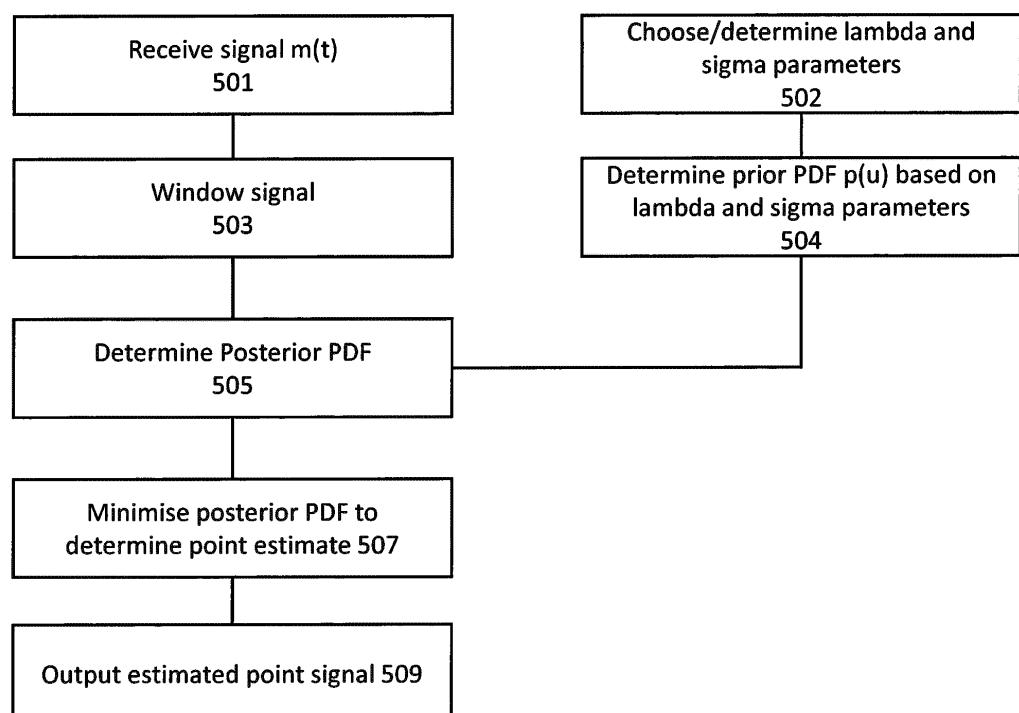 Receive signal m(t)
501
Choose/determine lambda and
sigma parameters
502
Window signal
503
Determine prior PDF p(u) based on
lambda and sigma parameters
504
Determine Posterior PDF
505
Minimise posterior PDF to
determine point estimate 507
Output estimated point signal 509